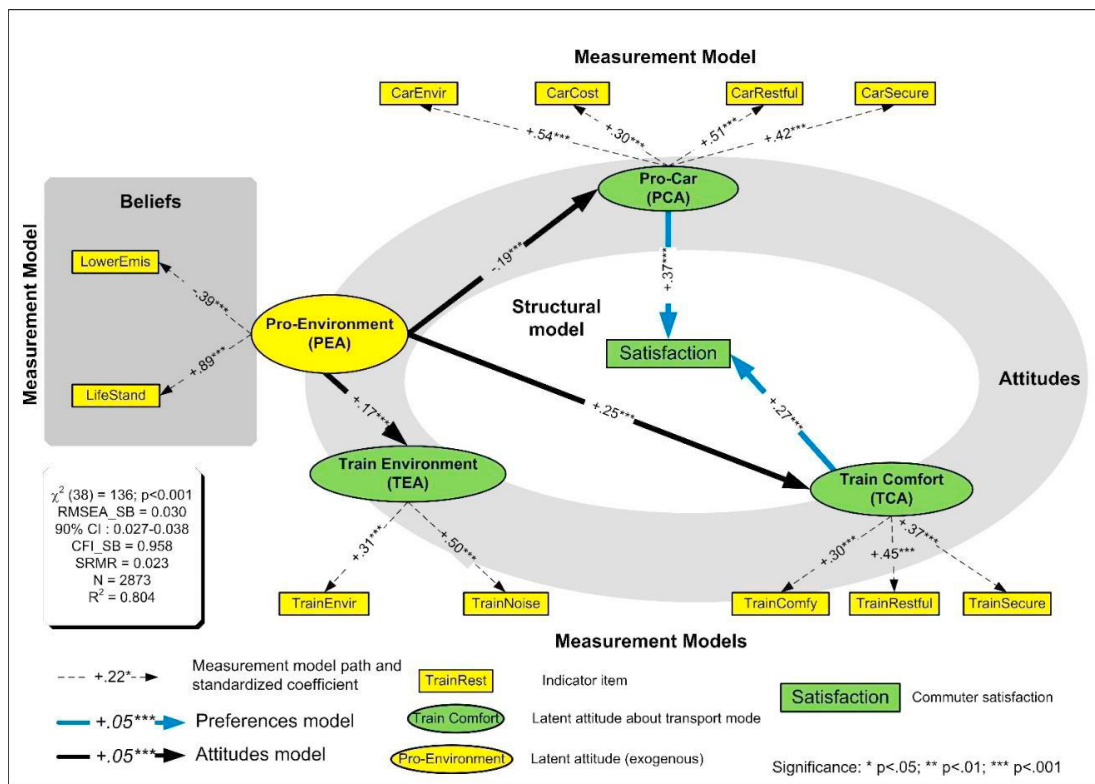 Measurement Model
CarEnvir
CarCost
CarRestful
CarSecure
+.54***
+.30***
+.51***
+.42***
Pro-Car
(PCA)
Measurement Model
Beliefs
LowerEmis
-.39***
+.89***
LifeStand
Pro-Environment
(PEA)
-.19***
+.37***
Structural
model
Satisfaction
Attitudes
+.17***
+.25***
+.27***
Train Environment
(TEA)
Train Comfort
(TCA)
χ² (38) = 136; p<0.001
RMSEA_SB = 0.030
90% CI : 0.027-0.038
CFI_SB = 0.958
SRMR = 0.023
N = 2873
R² = 0.804
+.31***
+.50***
+.30***
+.45***
+.37***
TrainEnvir
TrainNoise
TrainComfy
TrainRestful
TrainSecure
Measurement Models
+.22*
Measurement model path and
standardized coefficient
TrainRest
Indicator item
Satisfaction
Commuter satisfaction
+.05***
Preferences model
Train Comfort
Latent attitude about transport mode
+.05***
Attitudes model
Pro-Environment
Latent attitude (exogenous)
Significance: * p<.05; ** p<.01; *** p<.001